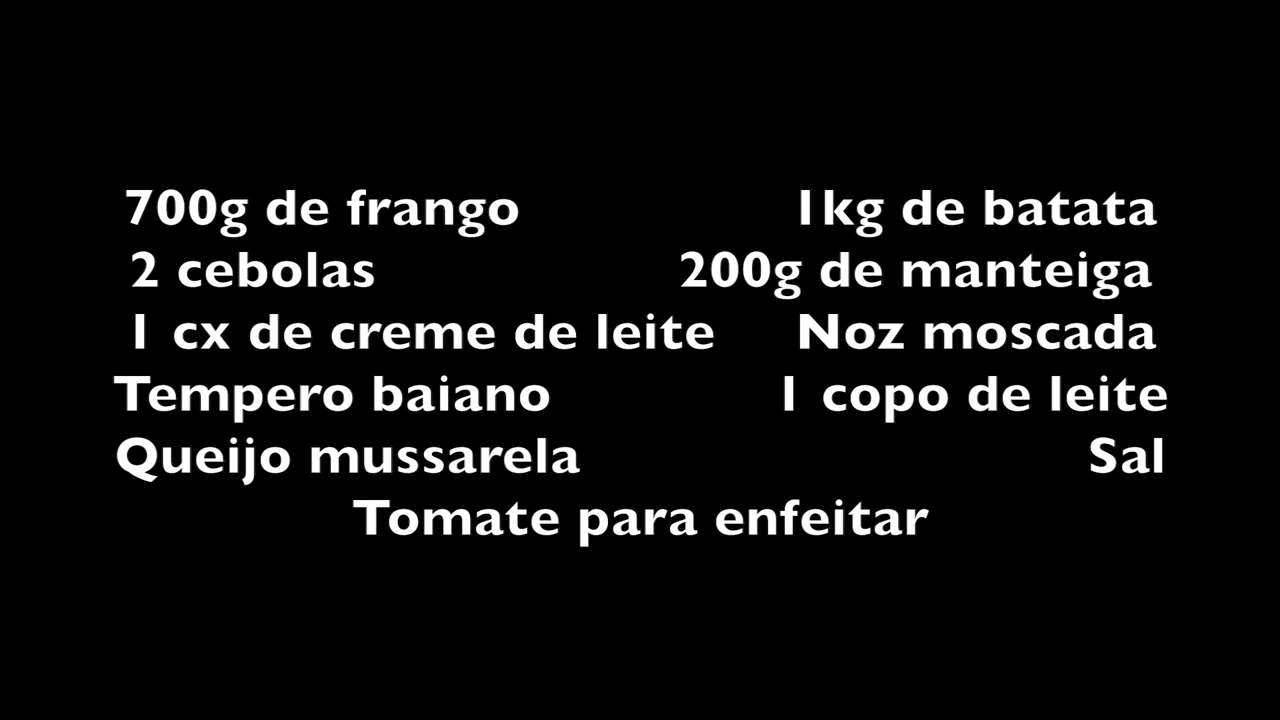 700g de frango 1kg de batata
2 cebolas 200g de manteiga
1 cx de creme de leite Noz moscada
Tempero baiano 1 copo de leite
Queijo mussarela Sal
Tomate para enfeitar